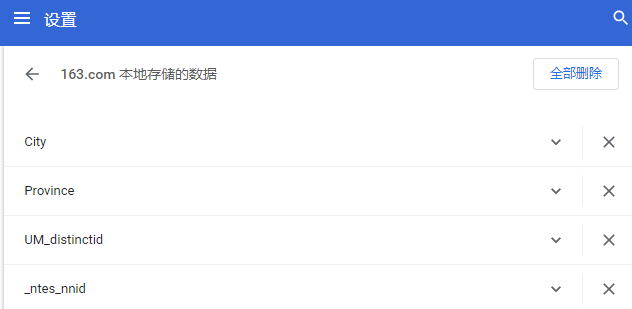 设置
163.com 本地存储的数据
全部删除
City
Province
UM_distinctid
_ntes_nnid